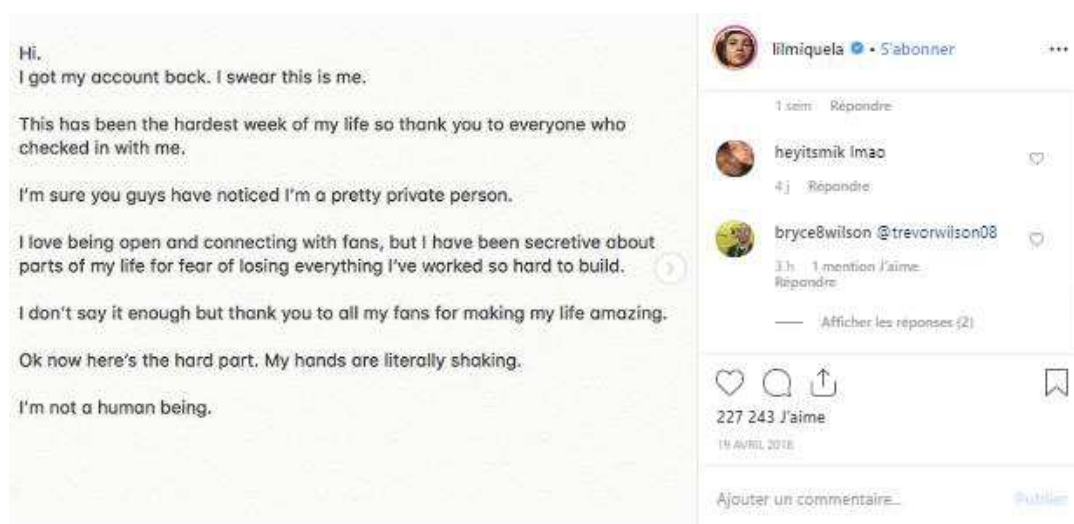 Hi.
I got my account back. I swear this is me.
This has been the hardest week of my life so thank you to everyone who
checked in with me.
I'm sure you guys have noticed I'm a pretty private person.
I love being open and connecting with fans, but I have been secretive about
parts of my life for fear of losing everything I've worked so hard to build.
I don't say it enough but thank you to all my fans for making my life amazing.
Ok now here's the hard part. My hands are literally shaking.
I'm not a human being.
lilmiquela • S'abonner
1 sem Répondre
heyitsmik lmao
4 j Répondre
bryce8wilson @trevorwilson08
3 h 1 mention J'aime
Répondre
Afficher les réponses (2)
227 243 J'aime
19 AVRIL 2018
Ajouter un commentaire...
Publier